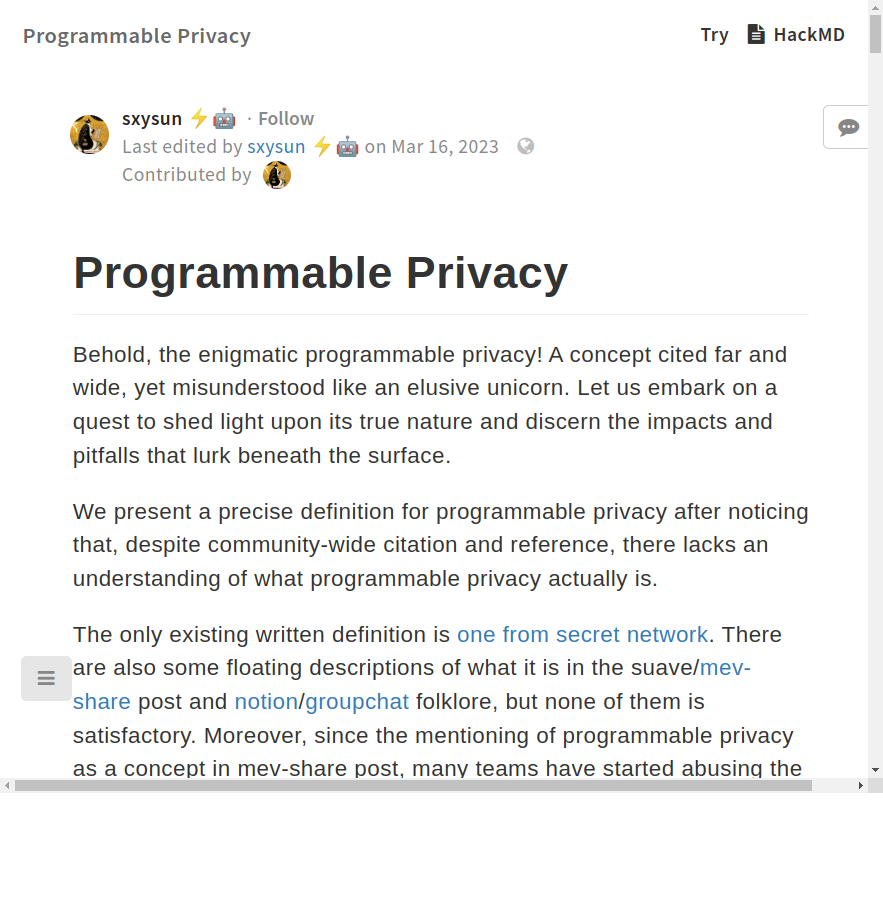 Programmable Privacy
Try HackMD
sxysun ⚡🤖 · Follow
Last edited by sxysun ⚡🤖 on Mar 16, 2023
Contributed by
Programmable Privacy
Behold, the enigmatic programmable privacy! A concept cited far and
wide, yet misunderstood like an elusive unicorn. Let us embark on a
quest to shed light upon its true nature and discern the impacts and
pitfalls that lurk beneath the surface.
We present a precise definition for programmable privacy after noticing
that, despite community-wide citation and reference, there lacks an
understanding of what programmable privacy actually is.
The only existing written definition is one from secret network. There
are also some floating descriptions of what it is in the suave/mev-
share post and notion/groupchat folklore, but none of them is
satisfactory. Moreover, since the mentioning of programmable privacy
as a concept in mev-share post, many teams have started abusing the